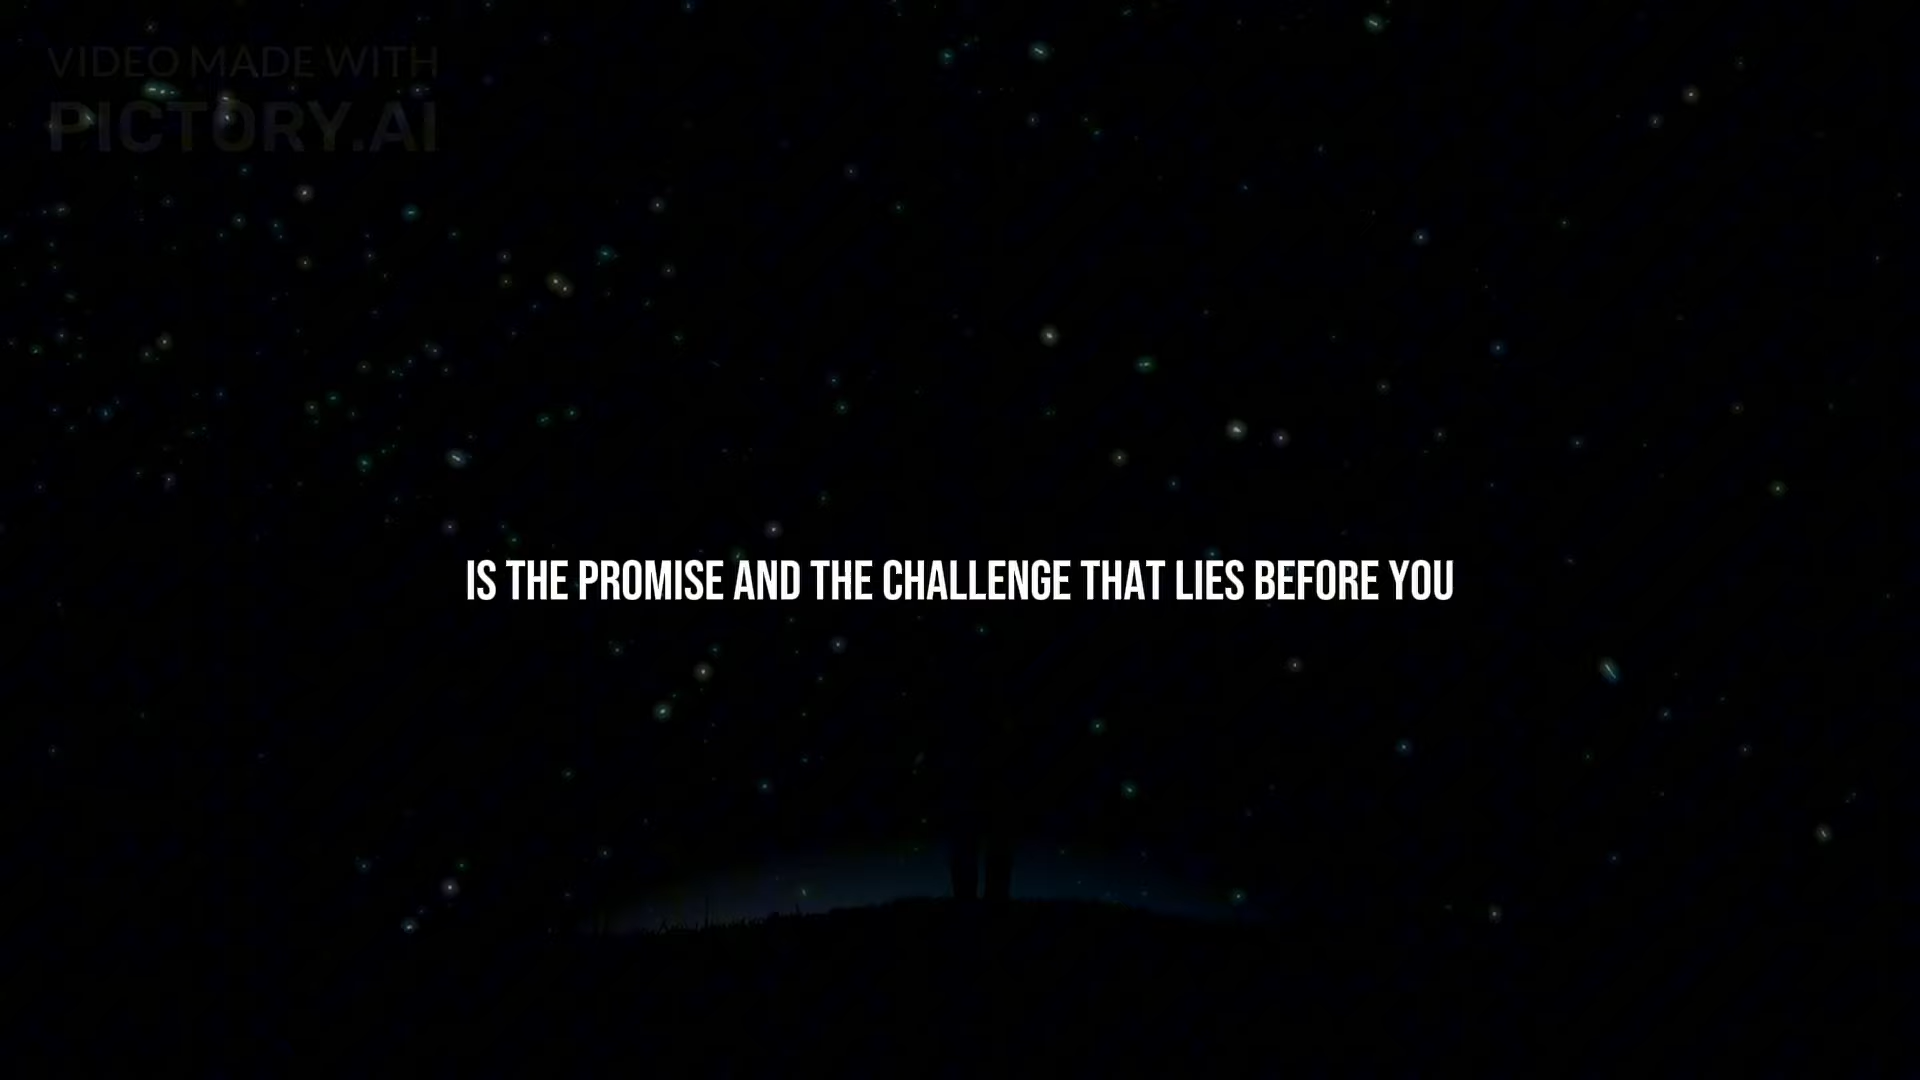 VIDEO MADE WITH
PICTORY.AI
IS THE PROMISE AND THE CHALLENGE THAT LIES BEFORE YOU